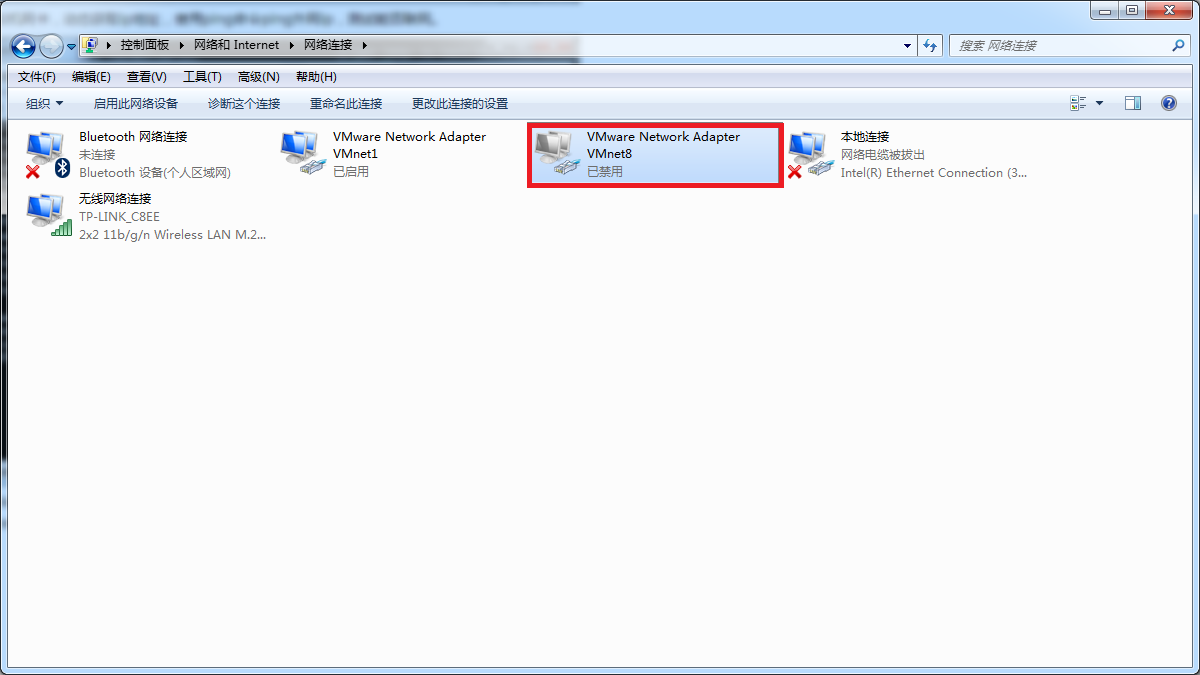 控制面板 网络和 Internet 网络连接
搜索 网络连接
文件(F) 编辑(E) 查看(V) 工具(T) 高级(N) 帮助(H)
组织 启用此网络设备 诊断这个连接 重命名此连接 更改此连接的设置
Bluetooth 网络连接
未连接
Bluetooth 设备(个人区域网)
VMware Network Adapter
VMnet1
已启用
VMware Network Adapter
VMnet8
已禁用
本地连接
网络电缆被拔出
Intel(R) Ethernet Connection (3...
无线网络连接
TP-LINK_C8EE
2x2 11b/g/n Wireless LAN M.2...